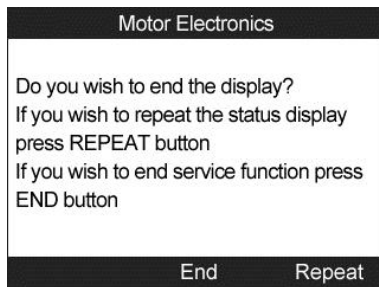 Motor Electronics
Do you wish to end the display?
If you wish to repeat the status display
press REPEAT button
If you wish to end service function press
END button
End Repeat